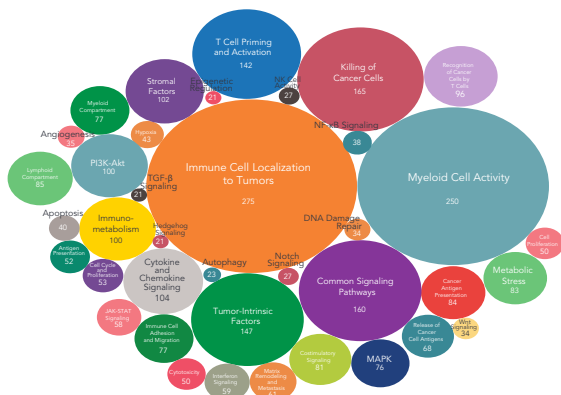 T Cell Priming
and Activation
142
Killing of
Cancer Cells
165
Recognition
of Cancer
Cells by
T Cells
96
Stromal
Factors
102
Epigenetic
Regulation
21
NK Cell
Activity
27
Myeloid
Compartment
77
Angiogenesis
35
Hypoxia
43
NF-κB Signaling
38
PI3K-Akt
100
Lymphoid
Compartment
85
TGF-β
Signaling
21
Immune Cell Localization
to Tumors
275
Myeloid Cell Activity
250
Apoptosis
40
Immuno-
metabolism
100
Hedgehog
Signaling
21
DNA Damage
Repair
34
Cell
Proliferation
50
Antigen
Presentation
52
Cell Cycle
and Proliferation
53
Cytokine
and Chemokine
Signaling
104
Autophagy
23
Notch
Signaling
27
Common Signaling
Pathways
160
Cancer
Antigen
Presentation
84
Metabolic
Stress
83
JAK-STAT
Signaling
58
Tumor-Intrinsic
Factors
147
Wnt
Signaling
34
Immune Cell
Adhesion
and Migration
77
Release of
Cancer
Cell Antigens
68
Costimulatory Signaling
81
MAPK
76
Cytotoxicity
50
Interferon
Signaling
59
Matrix
Remodeling and
Metastasis